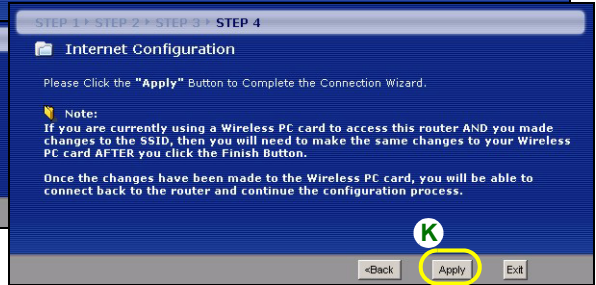 STEP 1 ▸ STEP 2 ▸ STEP 3 ▸ STEP 4
Internet Configuration
Please Click the "Apply" Button to Complete the Connection Wizard.
Note:
If you are currently using a Wireless PC card to access this router AND you made
changes to the SSID, then you will need to make the same changes to your Wireless
PC card AFTER you click the Finish Button.
Once the changes have been made to the Wireless PC card, you will be able to
connect back to the router and continue the configuration process.
K
<Back Apply Exit